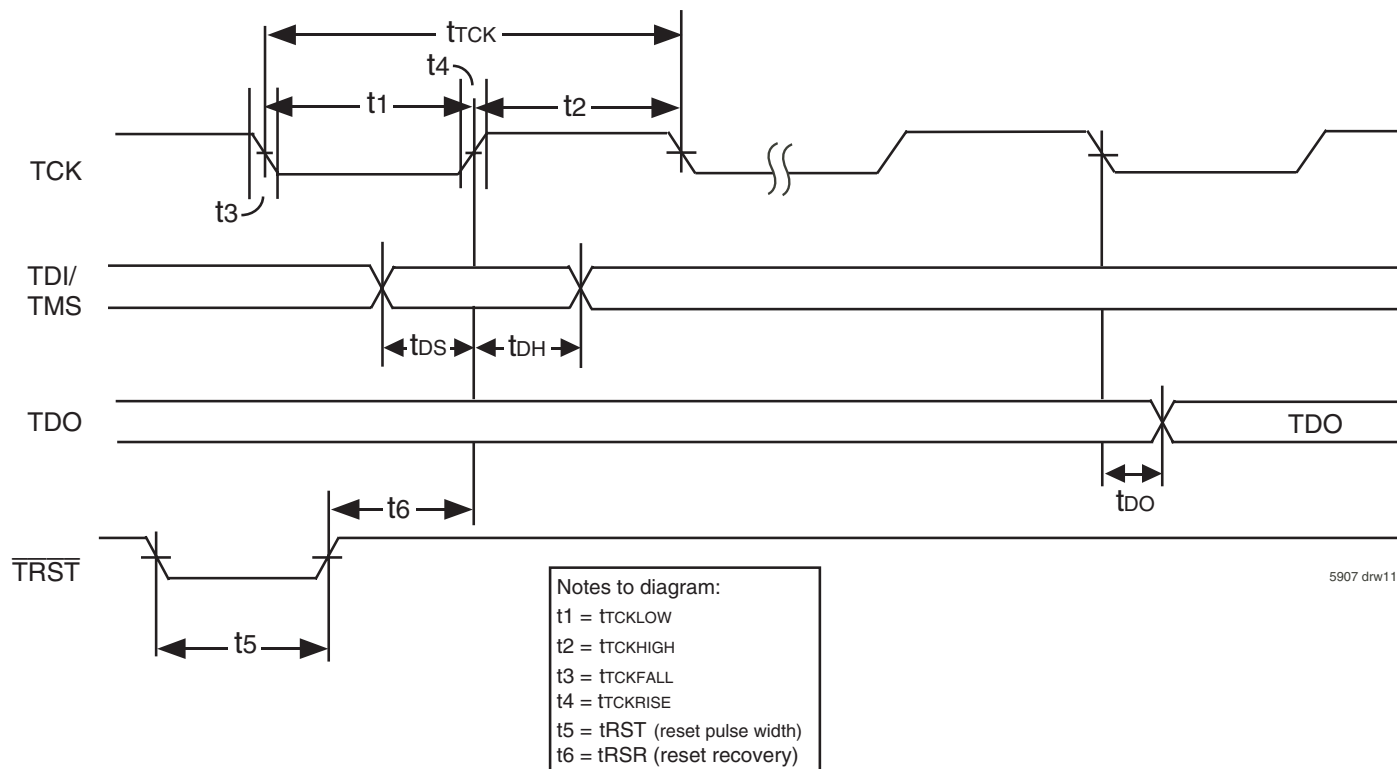 tTCK
t4
t1
t2
TCK
t3
TDI/
TMS
tDS
tDH
TDO
TDO
t6
tDO
TRST
5907 drw11
t5
Notes to diagram:
t1 = tTCKLOW
t2 = tTCKHIGH
t3 = tTCKFALL
t4 = tTCKRISE
t5 = tRST (reset pulse width)
t6 = tRSR (reset recovery)